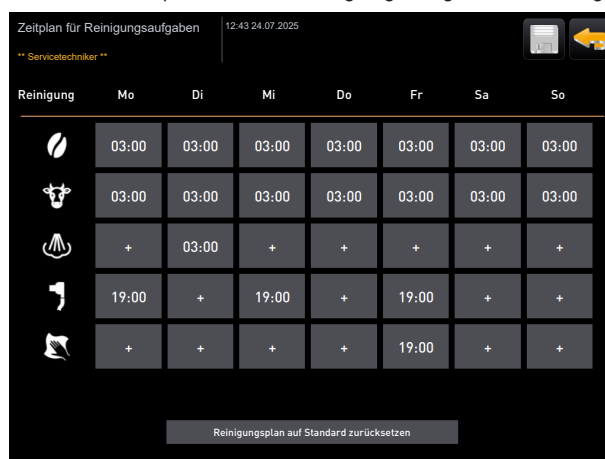 Zeitplan für Reinigungsaufgaben
12:43 24.07.2025
** Servicetechniker **
Reinigung Mo Di Mi Do Fr Sa So
03:00 03:00 03:00 03:00 03:00 03:00 03:00
03:00 03:00 03:00 03:00 03:00 03:00 03:00
+ 03:00 + + + + +
19:00 + 19:00 + 19:00 + +
+ + + + 19:00 + +
Reinigungsplan auf Standard zurücksetzen